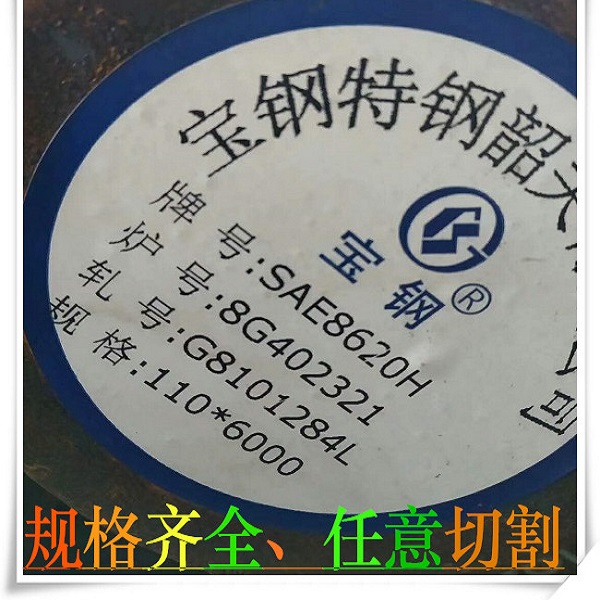 宝钢特钢韶关
宝钢®
牌号:SAE8620H
炉号:8G402321
轧号:G8101284L
规格:110*6000
司
规格齐全、任意切割